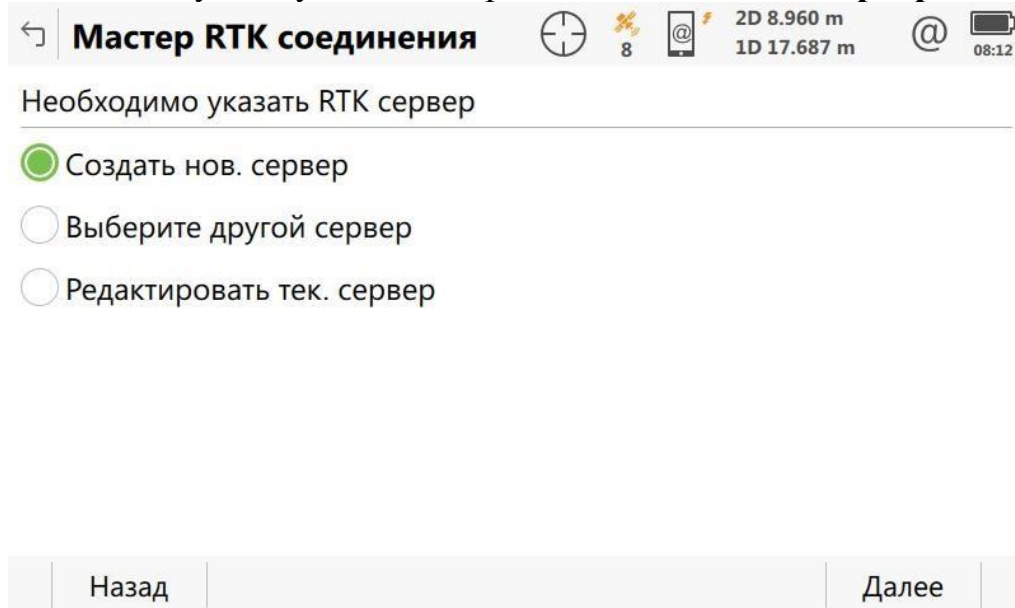 Мастер RTK соединения
8
@
2D 8.960 m
1D 17.687 m
@
08:12
Необходимо указать RTK сервер
Создать нов. сервер
Выберите другой сервер
Редактировать тек. сервер
Назад
Далее